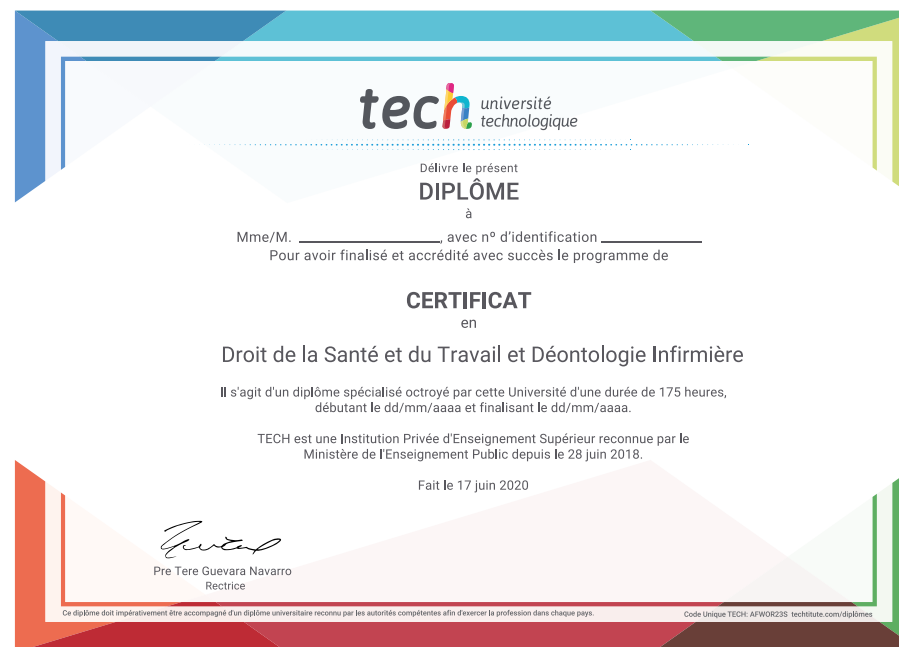 tech université
technologique
Délivre le présent
DIPLÔME
à
Mme/M. ____________________, avec nº d'identification ______________
Pour avoir finalisé et accrédité avec succès le programme de
CERTIFICAT
en
Droit de la Santé et du Travail et Déontologie Infirmière
Il s'agit d'un diplôme spécialisé octroyé par cette Université d'une durée de 175 heures,
débutant le dd/mm/aaaa et finalisant le dd/mm/aaaa.
TECH est une Institution Privée d'Enseignement Supérieur reconnue par le
Ministère de l'Enseignement Public depuis le 28 juin 2018.
Fait le 17 juin 2020
Pre Tere Guevara Navarro
Rectrice
Ce diplôme doit impérativement être accompagné d'un diplôme universitaire reconnu par les autorités compétentes afin d'exercer la profession dans chaque pays.
Code Unique TECH: AFWOR23S techtitute.com/diplômes